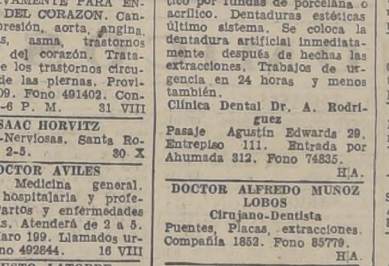 VAMENTE PARA EN-
DEL CORAZON. Can-
presión, aorta, angina.
s, asma, trastornos
del corazón. Trata-
e los trastornos circu-
de las piernas. Provi-
09. Fono 491402. Con-
-6 P. M. 31 VIII
SAAC HORVITZ
-Nerviosas. Santa Ro-
2-5. 30 X
OCTOR AVILES
Medicina general.
hospitalaria y profe-
artos y enfermedades
as. Atenderá de 2 a 5.
aro 199. Llamados ur-
no 492844. 16 VIII
tico por fundas de porcelana o
acrílico. Dentaduras estéticas
último sistema. Se coloca la
dentadura artificial inmediata-
mente después de hechas las
extracciones, Trabajos de ur-
gencia en 24 horas y menos
también.
Clínica Dental Dr. A. Rodrí-
guez
Pasaje Agustín Edwards 29.
Entrepiso 111. Entrada por
Ahumada 312. Fono 74835.
H|A.
DOCTOR ALFREDO MUÑOZ
LOBOS
Cirujano-Dentista
Puentes, Placas, extracciones.
Compañía 1852. Fono 85779.
H|A.